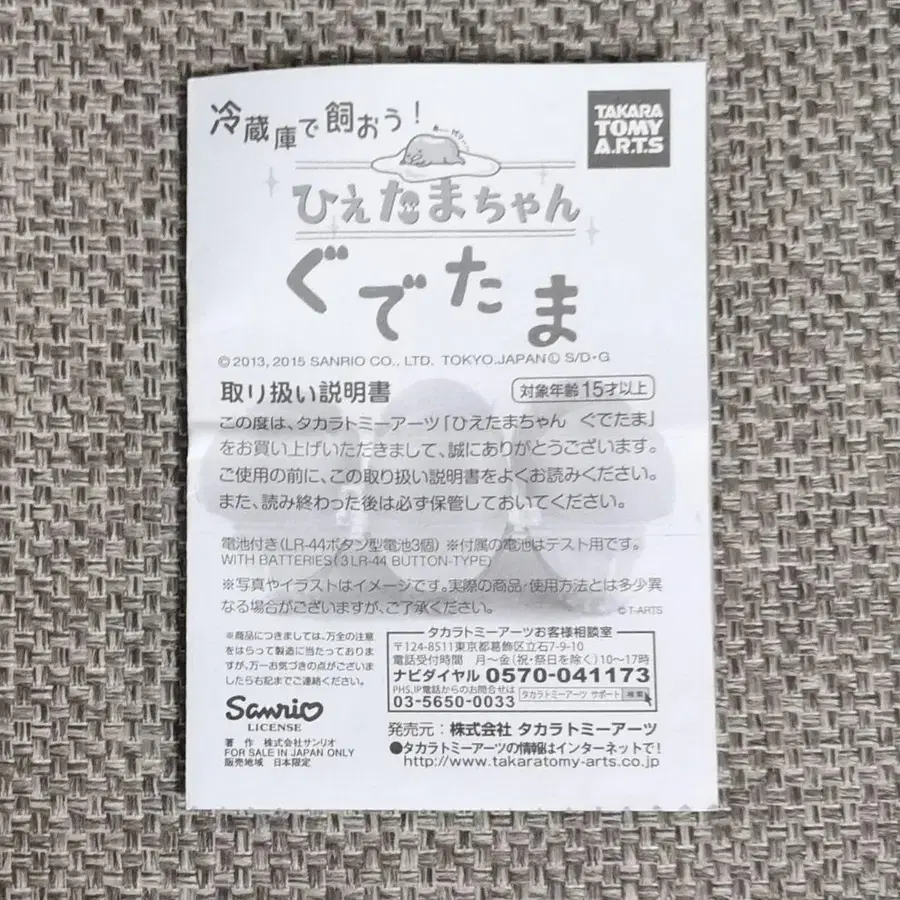 冷蔵庫で飼おう!
TAKARA
TOMY
A.R.T.S
ひえたまちゃん
ぐでたま
© 2013, 2015 SANRIO CO., LTD. TOKYO.JAPAN Ⓛ S/D・G
取り扱い説明書
対象年齢15才以上
この度は、タカラトミーアーツ「ひえたまちゃん ぐでたま」
をお買い上げいただきまして、誠にありがとうございます。
ご使用の前に、この取り扱い説明書をよくお読みください。
また、読み終わった後は必ず保管しておいてください。
電池付き(LR-44ボタン型電池3個) ※付属の電池はテスト用です。
WITH BATTERIES(3 LR-44 BUTTON-TYPE)
※写真やイラストはイメージです。実際の商品・使用方法とは多少異
なる場合がございますが、ご了承ください。
© T-ARTS
※商品につきましては、万全の注意
をはらって製造に当たっております
ますが、万一お気づきの点がございま
したら右記までご連絡ください。
タカラトミーアーツお客様相談室
〒124-8511東京都葛飾区立石7-9-10
電話受付時間 月〜金(祝・祭日を除く)10〜17時
ナビダイヤル 0570-041173
PHS,IP電話からのお問合せは
03-5650-0033
タカラトミーアーツ サポート 検索
Sanrio
LICENSE
著 作 株式会社サンリオ
FOR SALE IN JAPAN ONLY
販売地域 日本限定
発売元:株式会社 タカラトミーアーツ
●タカラトミーアーツの情報はインターネットで!
http://www.takaratomy-arts.co.jp